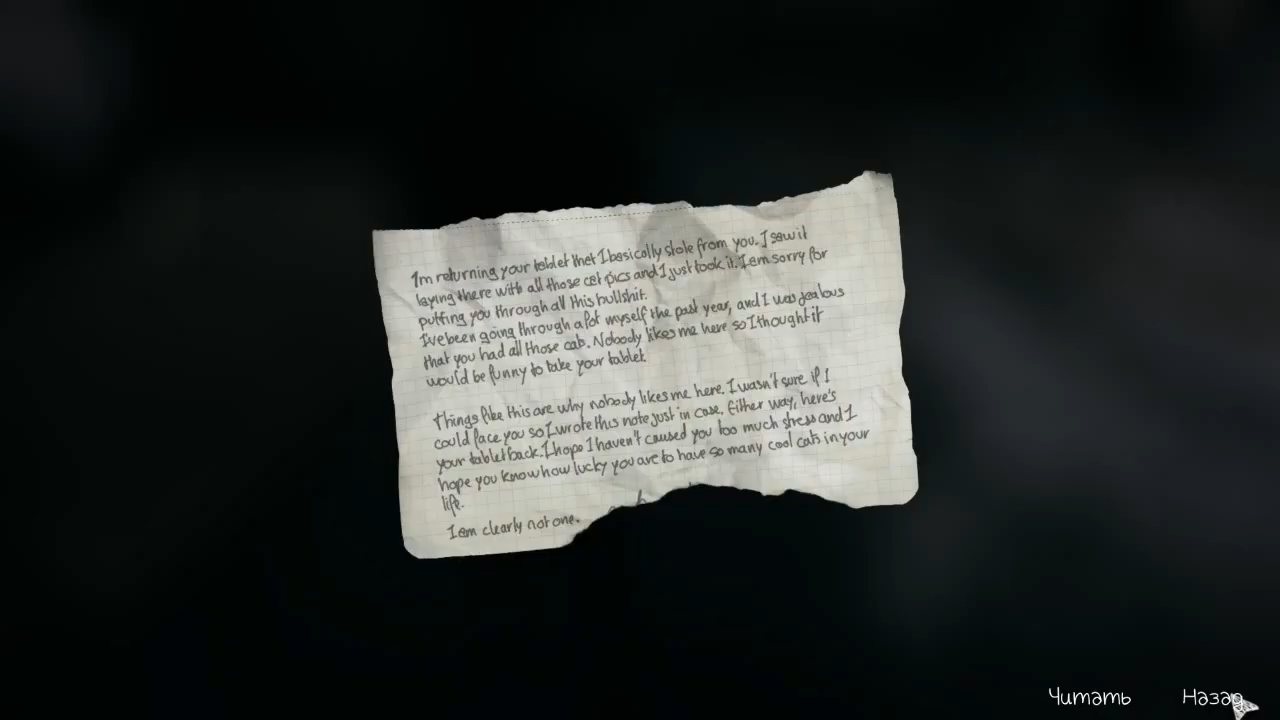 I'm returning your tablet that I basically stole from you. I saw it
laying there with all those cat pics and I just took it. I am sorry for
putting you through all this bullshit.
I've been going through a lot myself the past year, and I was jealous
that you had all those cats. Nobody likes me here so I thought it
would be funny to take your tablet.
Things like this are why nobody likes me here. I wasn't sure if I
could face you so I wrote this note just in case. Either way, here's
your tablet back. I hope I haven't caused you too much stress and I
hope you know how lucky you are to have so many cool cats in your
life.
I am clearly not one.
Читать Назад